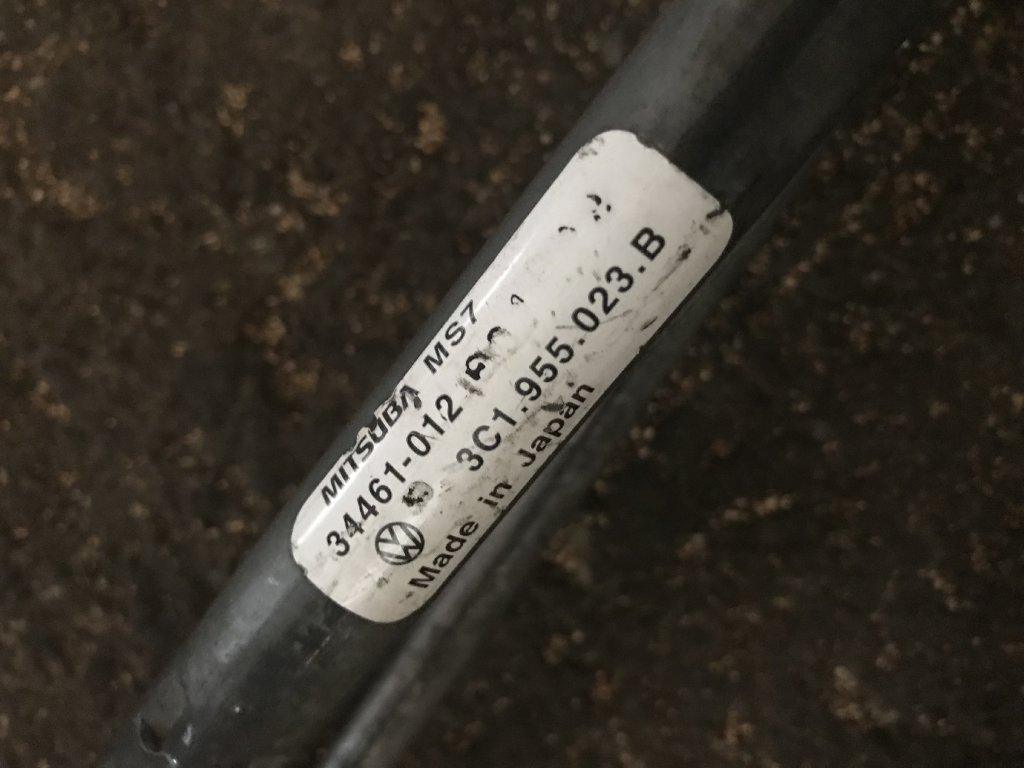 MITSUBA MS7
34461-012
3C1.955.023.B
Made in Japan